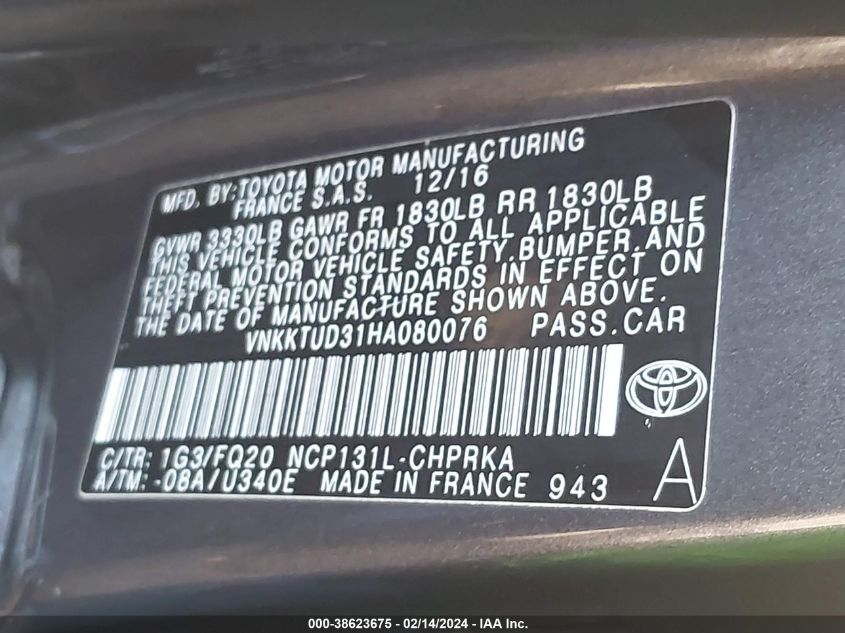 MFD. BY:TOYOTA MOTOR MANUFACTURING
FRANCE S.A.S. 12/16
GVWR 3330LB GAWR FR 1830LB RR 1830LB
THIS VEHICLE CONFORMS TO ALL APPLICABLE
FEDERAL MOTOR VEHICLE SAFETY,BUMPER,AND
THEFT PREVENTION STANDARDS IN EFFECT ON
THE DATE OF MANUFACTURE SHOWN ABOVE.
VNKKTUD31HA080076 PASS.CAR
C/TR: 1G3/FQ20 NCP131L-CHPRKA
A/TM: -08A/U340E MADE IN FRANCE 943 A
000-38623675 - 02/14/2024 - IAA Inc.